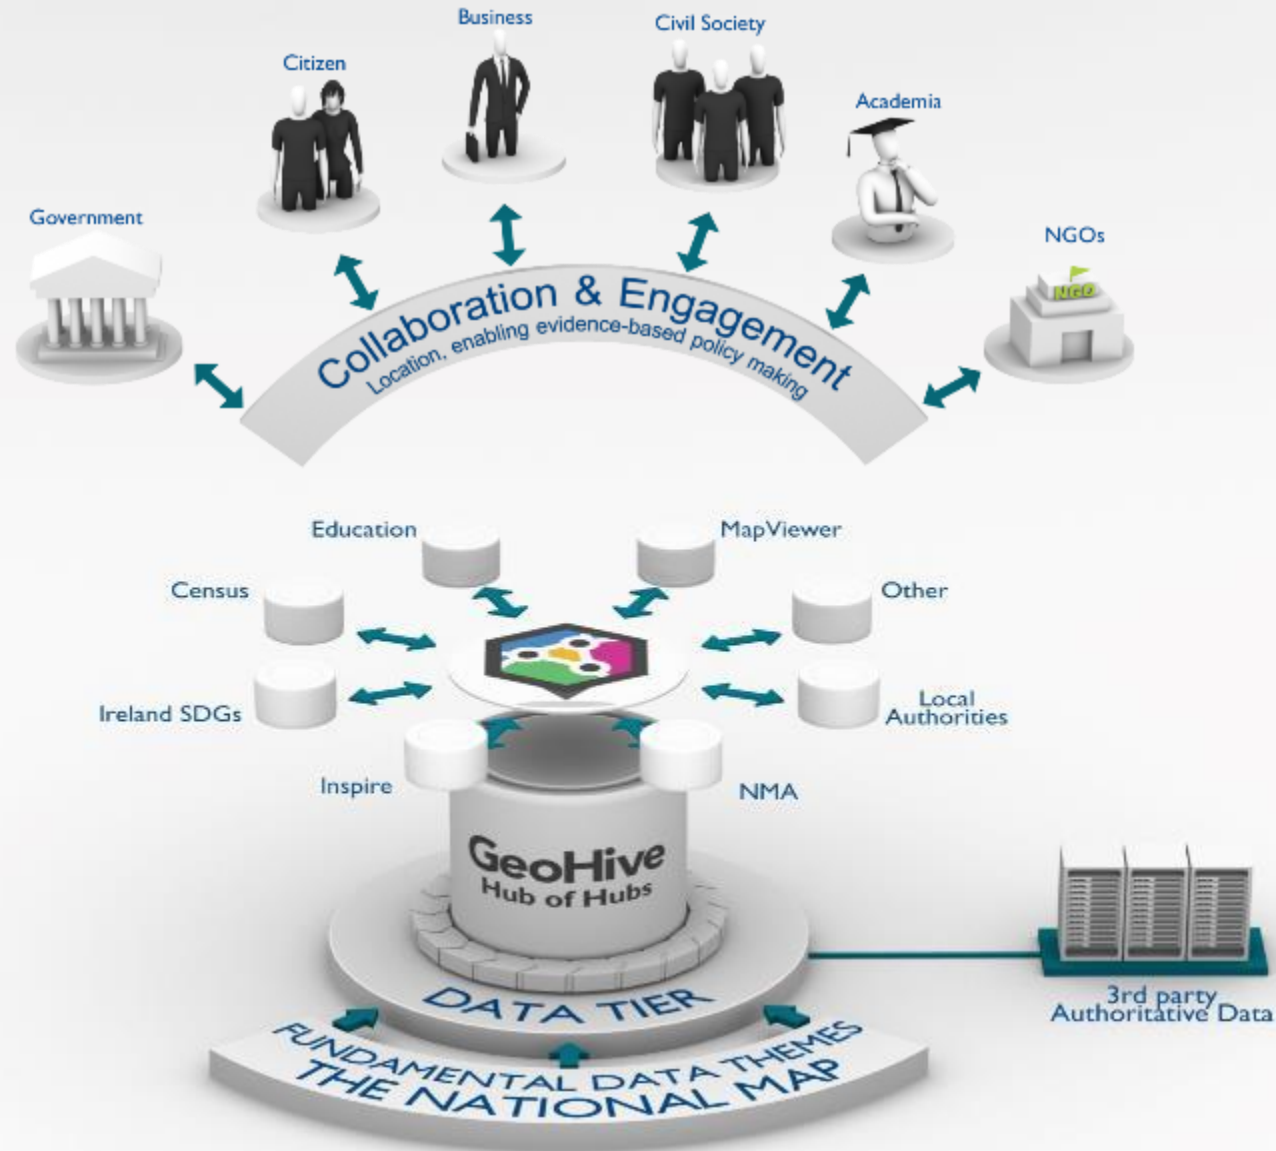 Business
Civil Society
Citizen
Academia
Government
NGOs
NGO
Collaboration & Engagement
Location, enabling evidence-based policy making
Education
MapViewer
Census
Other
Ireland SDGs
Local
Authorities
Inspire
NMA
GeoHive
Hub of Hubs
DATA TIER
3rd party
Authoritative Data
FUNDAMENTAL DATA THEMES
THE NATIONAL MAP